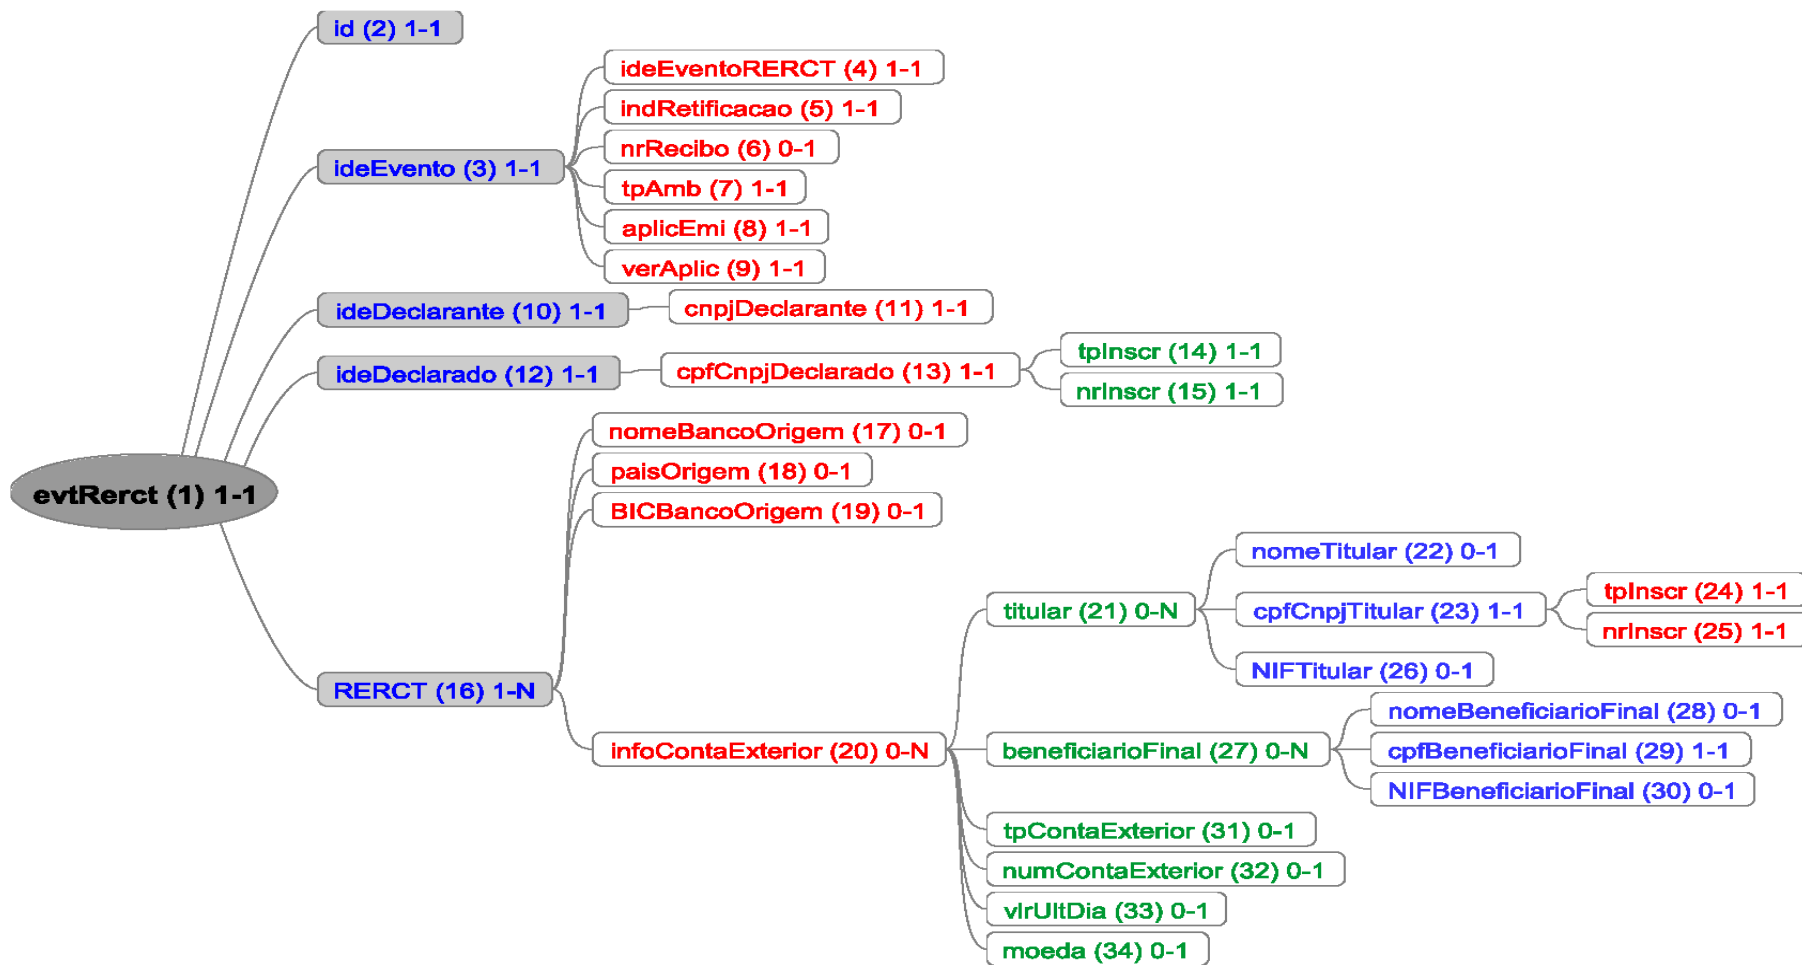 id (2) 1-1
ideEvento (3) 1-1
ideEventoRERCT (4) 1-1
indRetificacao (5) 1-1
nrRecibo (6) 0-1
tpAmb (7) 1-1
aplicEmi (8) 1-1
verAplic (9) 1-1
ideDeclarante (10) 1-1
cnpjDeclarante (11) 1-1
ideDeclarado (12) 1-1
cpfCnpjDeclarado (13) 1-1
tpInscr (14) 1-1
nrInscr (15) 1-1
evtRerct (1) 1-1
RERCT (16) 1-N
nomeBancoOrigem (17) 0-1
paisOrigem (18) 0-1
BICBancoOrigem (19) 0-1
infoContaExterior (20) 0-N
titular (21) 0-N
nomeTitular (22) 0-1
cpfCnpjTitular (23) 1-1
tpInscr (24) 1-1
nrInscr (25) 1-1
NIFTitular (26) 0-1
beneficiarioFinal (27) 0-N
nomeBeneficiarioFinal (28) 0-1
cpfBeneficiarioFinal (29) 1-1
NIFBeneficiarioFinal (30) 0-1
tpContaExterior (31) 0-1
numContaExterior (32) 0-1
vlrUltDia (33) 0-1
moeda (34) 0-1